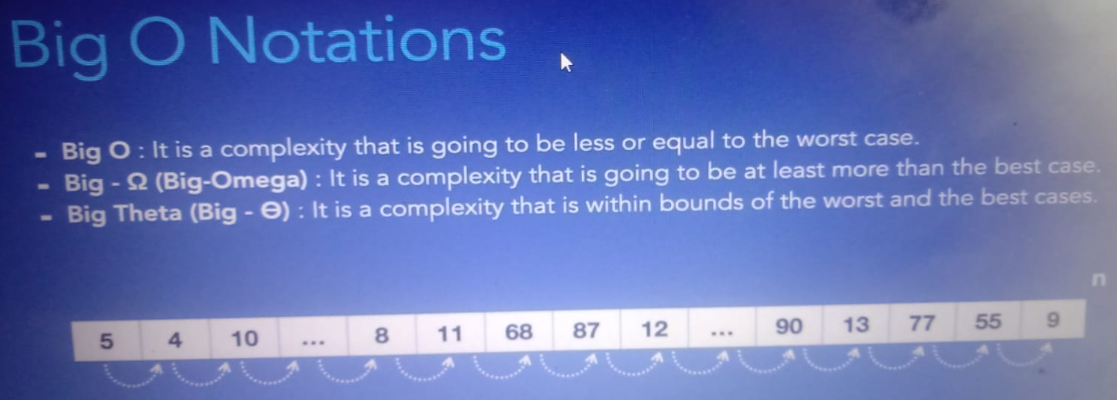 Big O Notations
- Big O : It is a complexity that is going to be less or equal to the worst case.
- Big - Ω (Big-Omega) : It is a complexity that is going to be at least more than the best case.
- Big Theta (Big - Θ) : It is a complexity that is within bounds of the worst and the best cases.
n
5 4 10 ... 8 11 68 87 12 ... 90 13 77 55 9